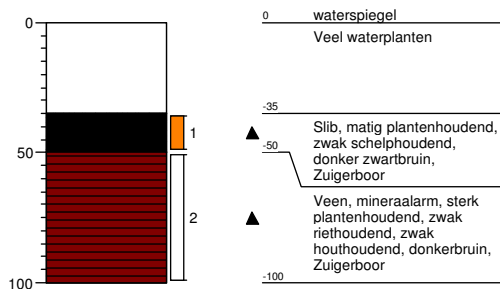 0
50
100
1
2
0 waterspiegel
Veel waterplanten
-35
Slib, matig plantenhoudend,
zwak schelphoudend,
donker zwartbruin,
Zuigerboor
-50
Veen, mineraalarm, sterk
plantenhoudend, zwak
riethoudend, zwak
houthoudend, donkerbruin,
Zuigerboor
-100